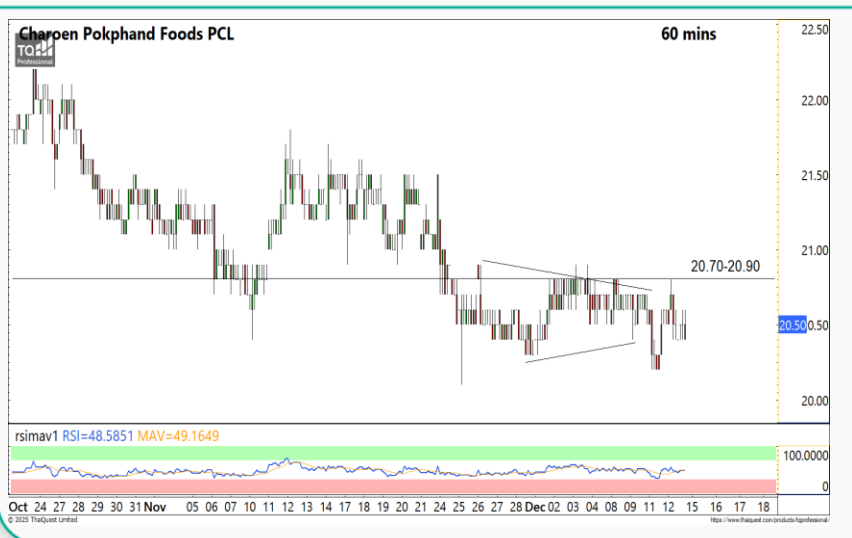 Charoen Pokphand Foods PCL
60 mins
TQ
Professional
22.50
22.00
21.50
21.00
20.70-20.90
20.50 0.50
20.00
rsimav1 RSI=48.5851 MAV=49.1649
100.0000
0
Oct 24 27 28 29 30 31 Nov 05 06 07 10 11 12 13 14 17 18 19 20 21 24 25 26 27 28 Dec 02 03 04 08 09 11 12 15 16 17 18
© 2025 ThaiQuest Limited
https://www.thaiquest.com/products/tqprofessional/